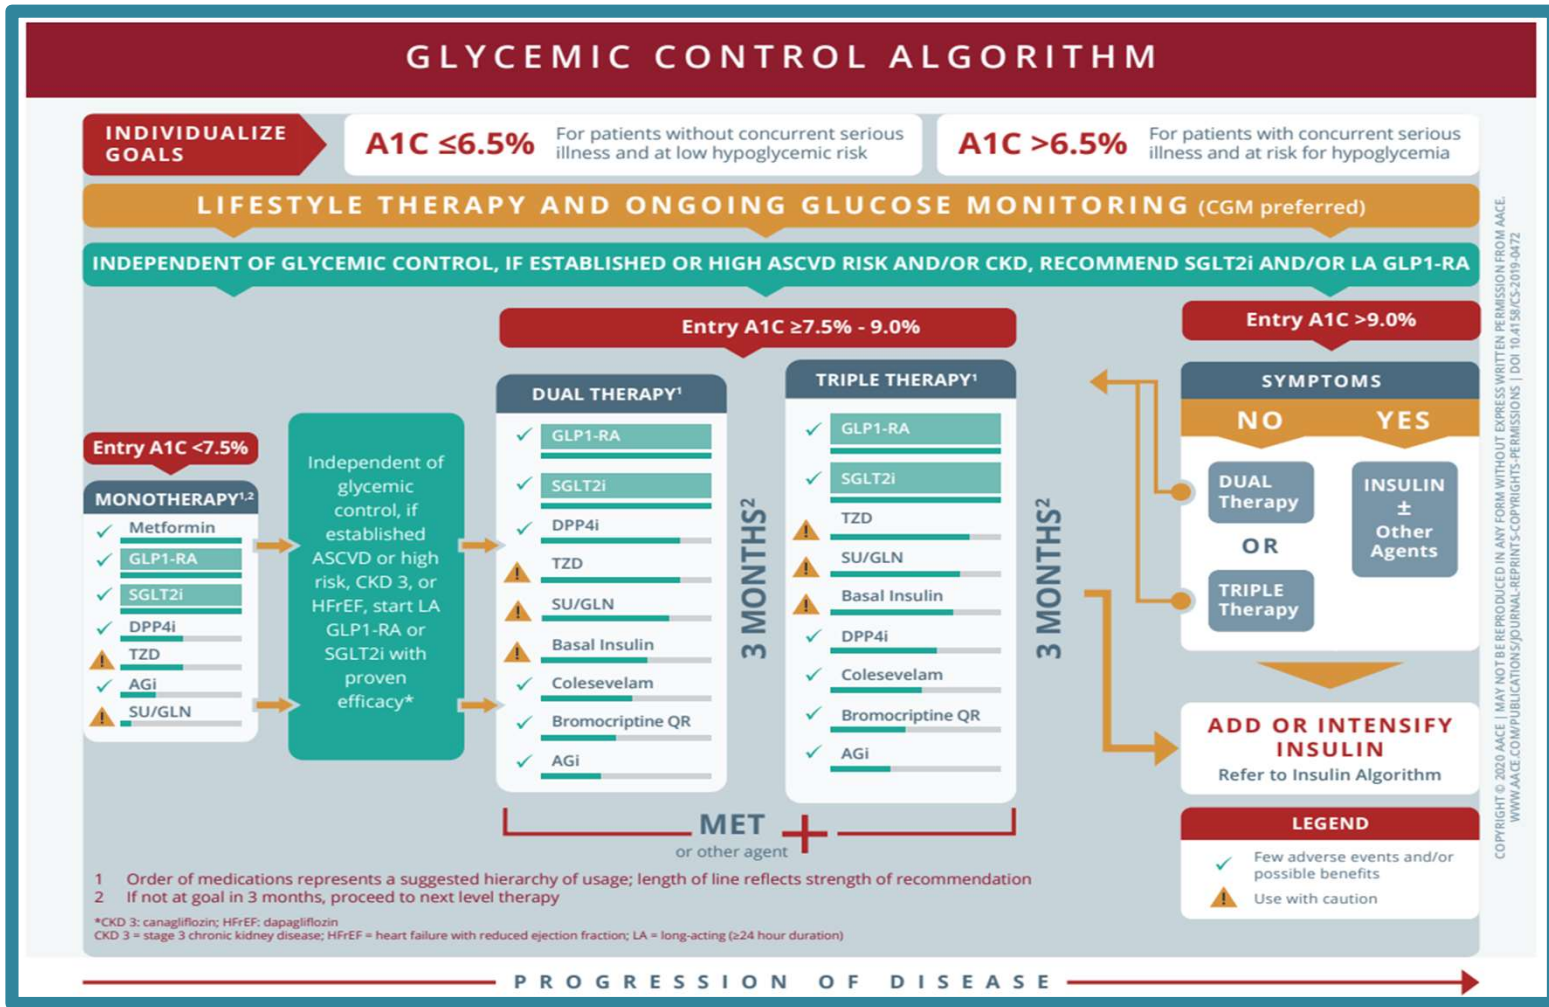 GLYCEMIC CONTROL ALGORITHM
INDIVIDUALIZE
GOALS
A1C ≤6.5%
For patients without concurrent serious
illness and at low hypoglycemic risk
A1C >6.5%
For patients with concurrent serious
illness and at risk for hypoglycemia
LIFESTYLE THERAPY AND ONGOING GLUCOSE MONITORING (CGM preferred)
INDEPENDENT OF GLYCEMIC CONTROL, IF ESTABLISHED OR HIGH ASCVD RISK AND/OR CKD, RECOMMEND SGLT2i AND/OR LA GLP1-RA
Entry A1C <7.5%
MONOTHERAPY1,2
Metformin
GLP1-RA
SGLT2i
DPP4i
TZD
AGi
SU/GLN
Independent of
glycemic
control, if
established
ASCVD or high
risk, CKD 3, or
HFrEF, start LA
GLP1-RA or
SGLT2i with
proven
efficacy*
Entry A1C ≥7.5% - 9.0%
DUAL THERAPY1
GLP1-RA
SGLT2i
DPP4i
TZD
SU/GLN
Basal Insulin
Colesevelam
Bromocriptine QR
AGi
3 MONTHS2
TRIPLE THERAPY1
GLP1-RA
SGLT2i
TZD
SU/GLN
Basal Insulin
DPP4i
Colesevelam
Bromocriptine QR
AGi
3 MONTHS2
MET
or other agent
Entry A1C >9.0%
SYMPTOMS
NO
YES
DUAL
Therapy
OR
TRIPLE
Therapy
INSULIN
±
Other
Agents
ADD OR INTENSIFY
INSULIN
Refer to Insulin Algorithm
LEGEND
Few adverse events and/or
possible benefits
Use with caution
1 Order of medications represents a suggested hierarchy of usage; length of line reflects strength of recommendation
2 If not at goal in 3 months, proceed to next level therapy
*CKD 3: canagliflozin; HFrEF: dapagliflozin
CKD 3 = stage 3 chronic kidney disease; HFrEF = heart failure with reduced ejection fraction; LA = long-acting (≥24 hour duration)
PROGRESSION OF DISEASE
COPYRIGHT © 2020 AACE | MAY NOT BE REPRODUCED IN ANY FORM WITHOUT EXPRESS WRITTEN PERMISSION FROM AACE.
WWW.AACE.COM/PUBLICATIONS/JOURNAL-REPRINTS-COPYRIGHTS-PERMISSIONS | DOI 10.4158/CS-2019-0472